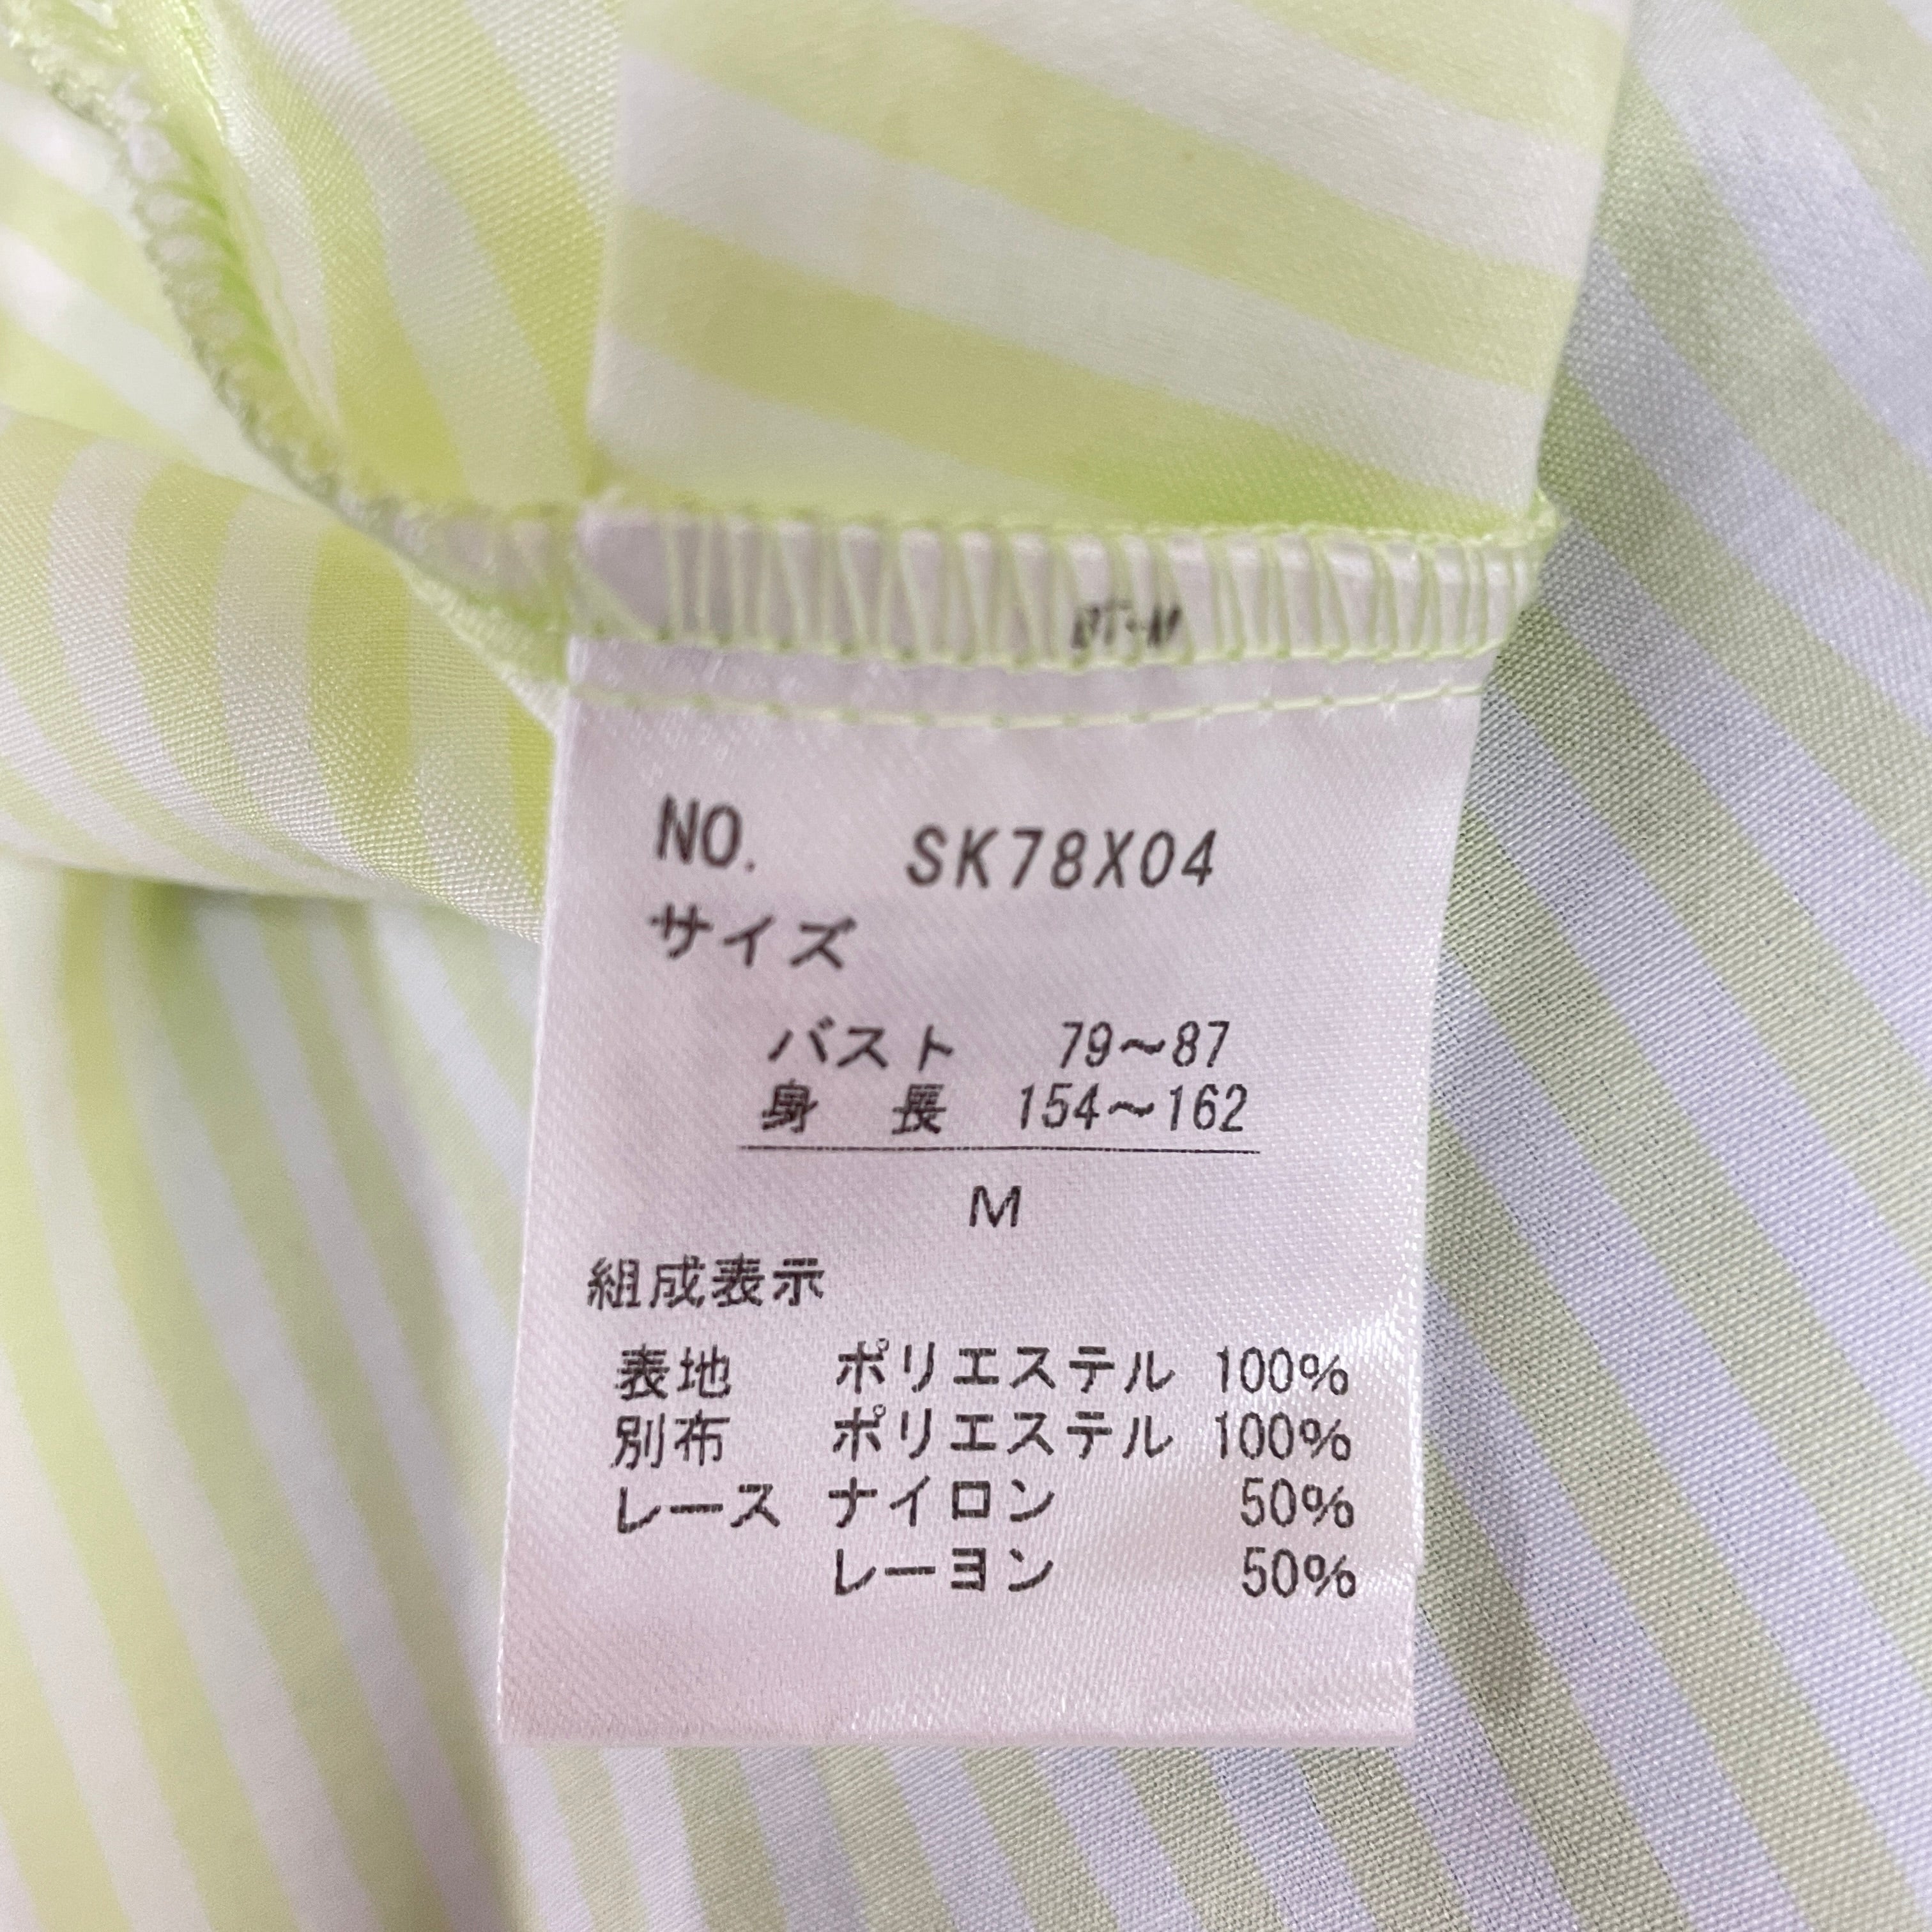 NO. SK78X04
サイズ
バスト 79〜87
身 長 154〜162
M
組成表示
表地 ポリエステル 100%
別布 ポリエステル 100%
レース ナイロン 50%
レーヨン 50%